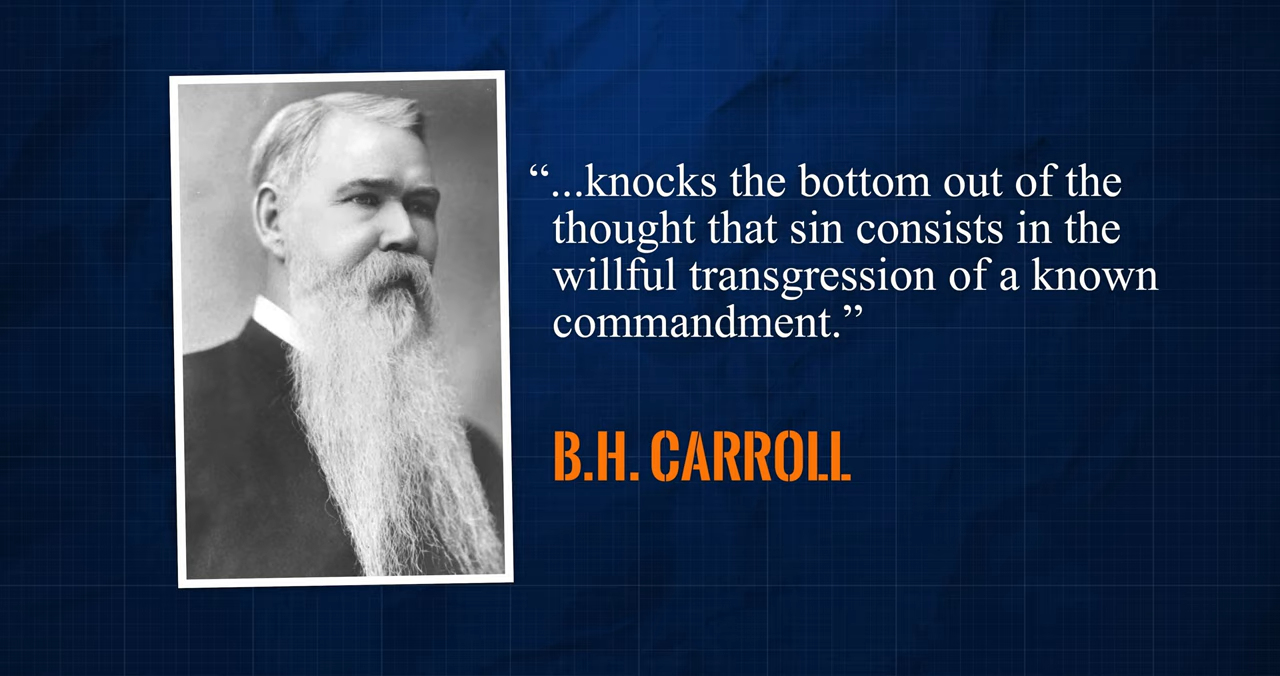 “...knocks the bottom out of the
thought that sin consists in the
willful transgression of a known
commandment.”
B.H. CARROLL